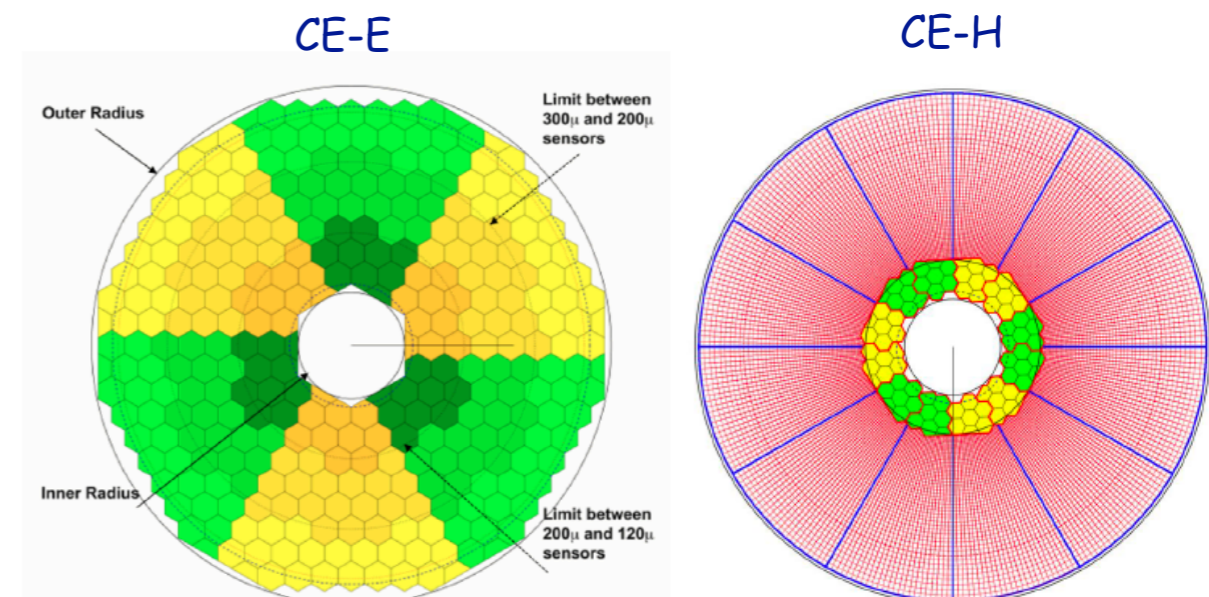 CE-E
CE-H
Outer Radius
Limit between
300μ and 200μ
sensors
Inner Radius
Limit between
200μ and 120μ
sensors